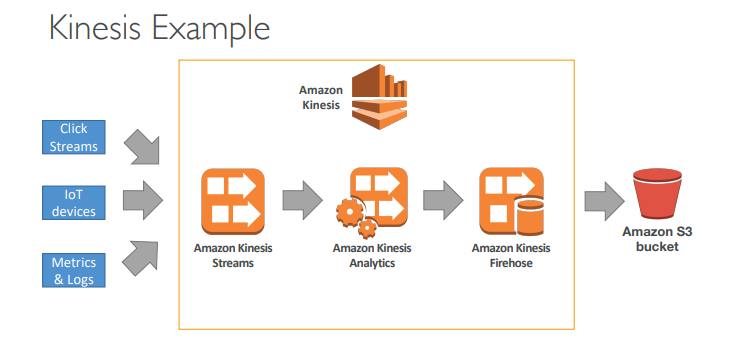 Kinesis Example
Amazon
Kinesis
Click
Streams
IoT
devices
Metrics
& Logs
Amazon Kinesis
Streams
Amazon Kinesis
Analytics
Amazon Kinesis
Firehose
Amazon S3
bucket